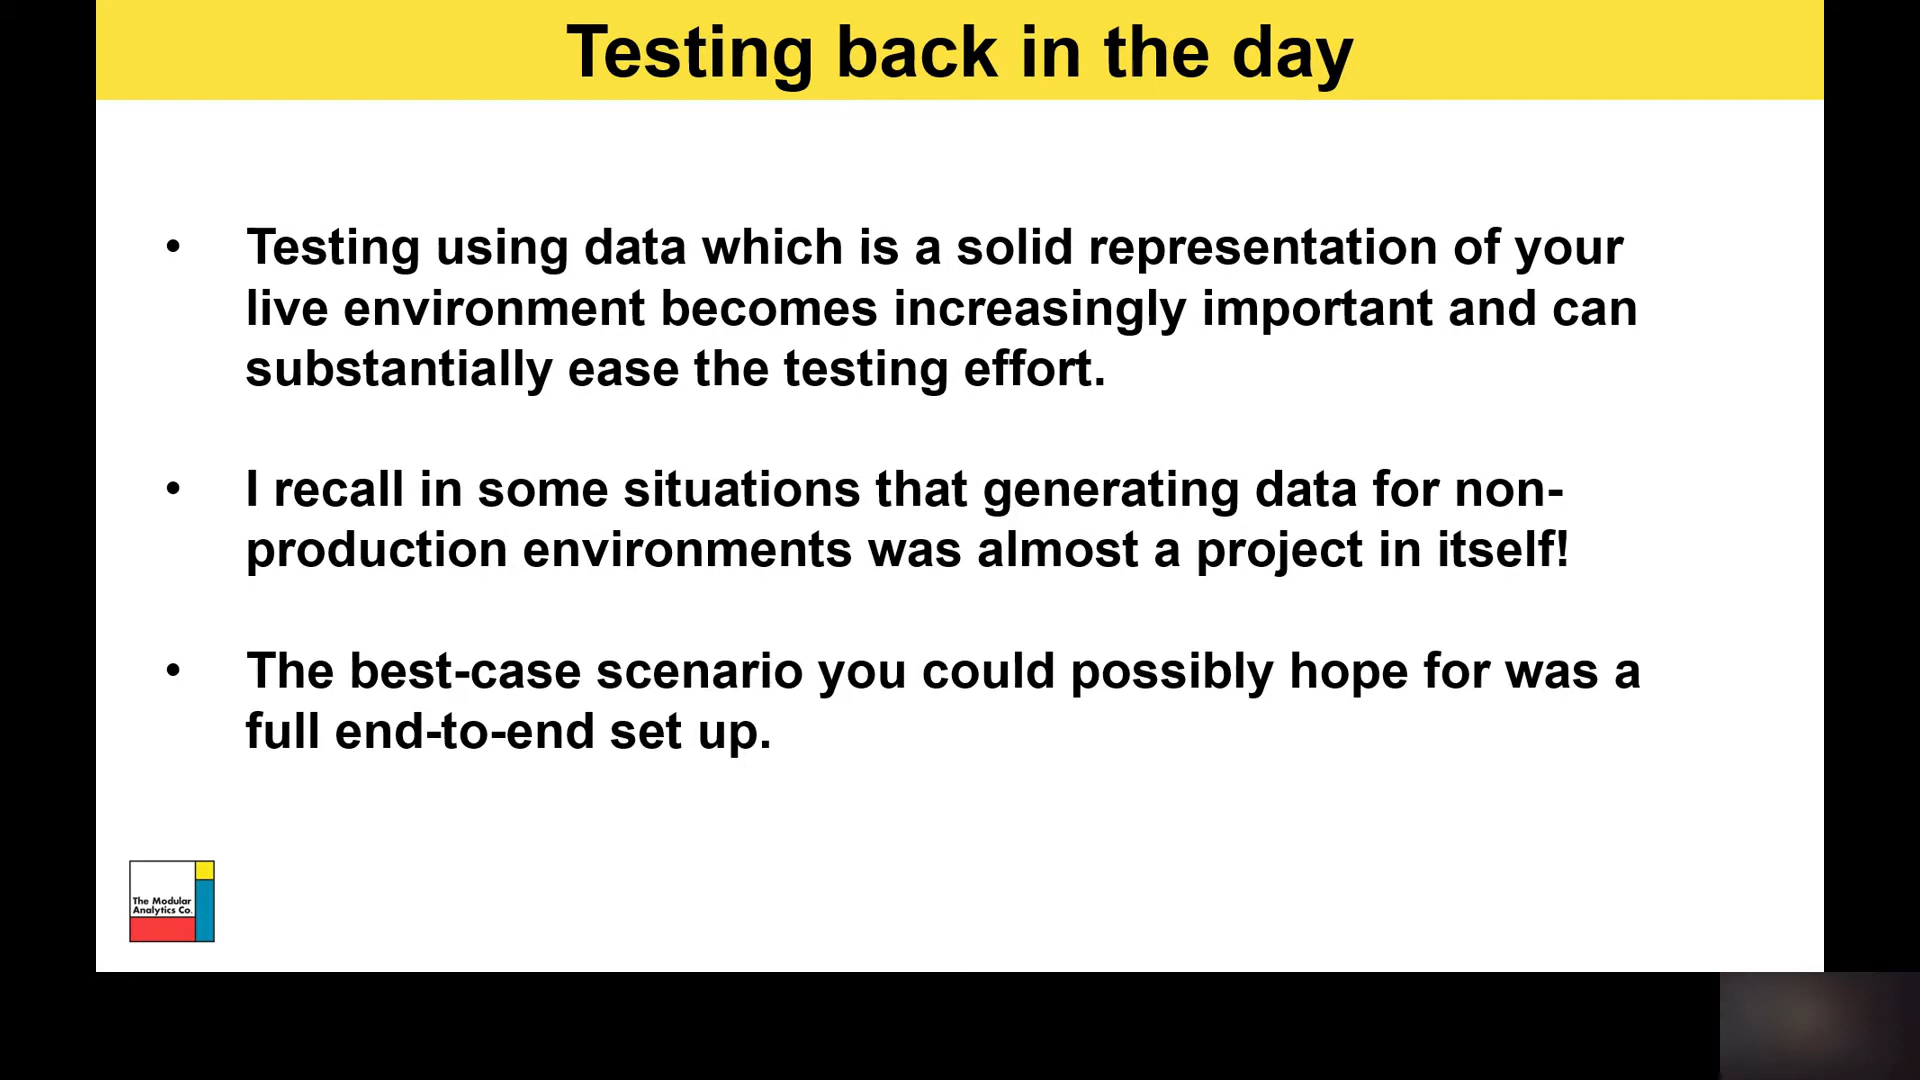 Testing back in the day
• Testing using data which is a solid representation of your
live environment becomes increasingly important and can
substantially ease the testing effort.
• I recall in some situations that generating data for non-
production environments was almost a project in itself!
• The best-case scenario you could possibly hope for was a
full end-to-end set up.
The Modular
Analytics Co.